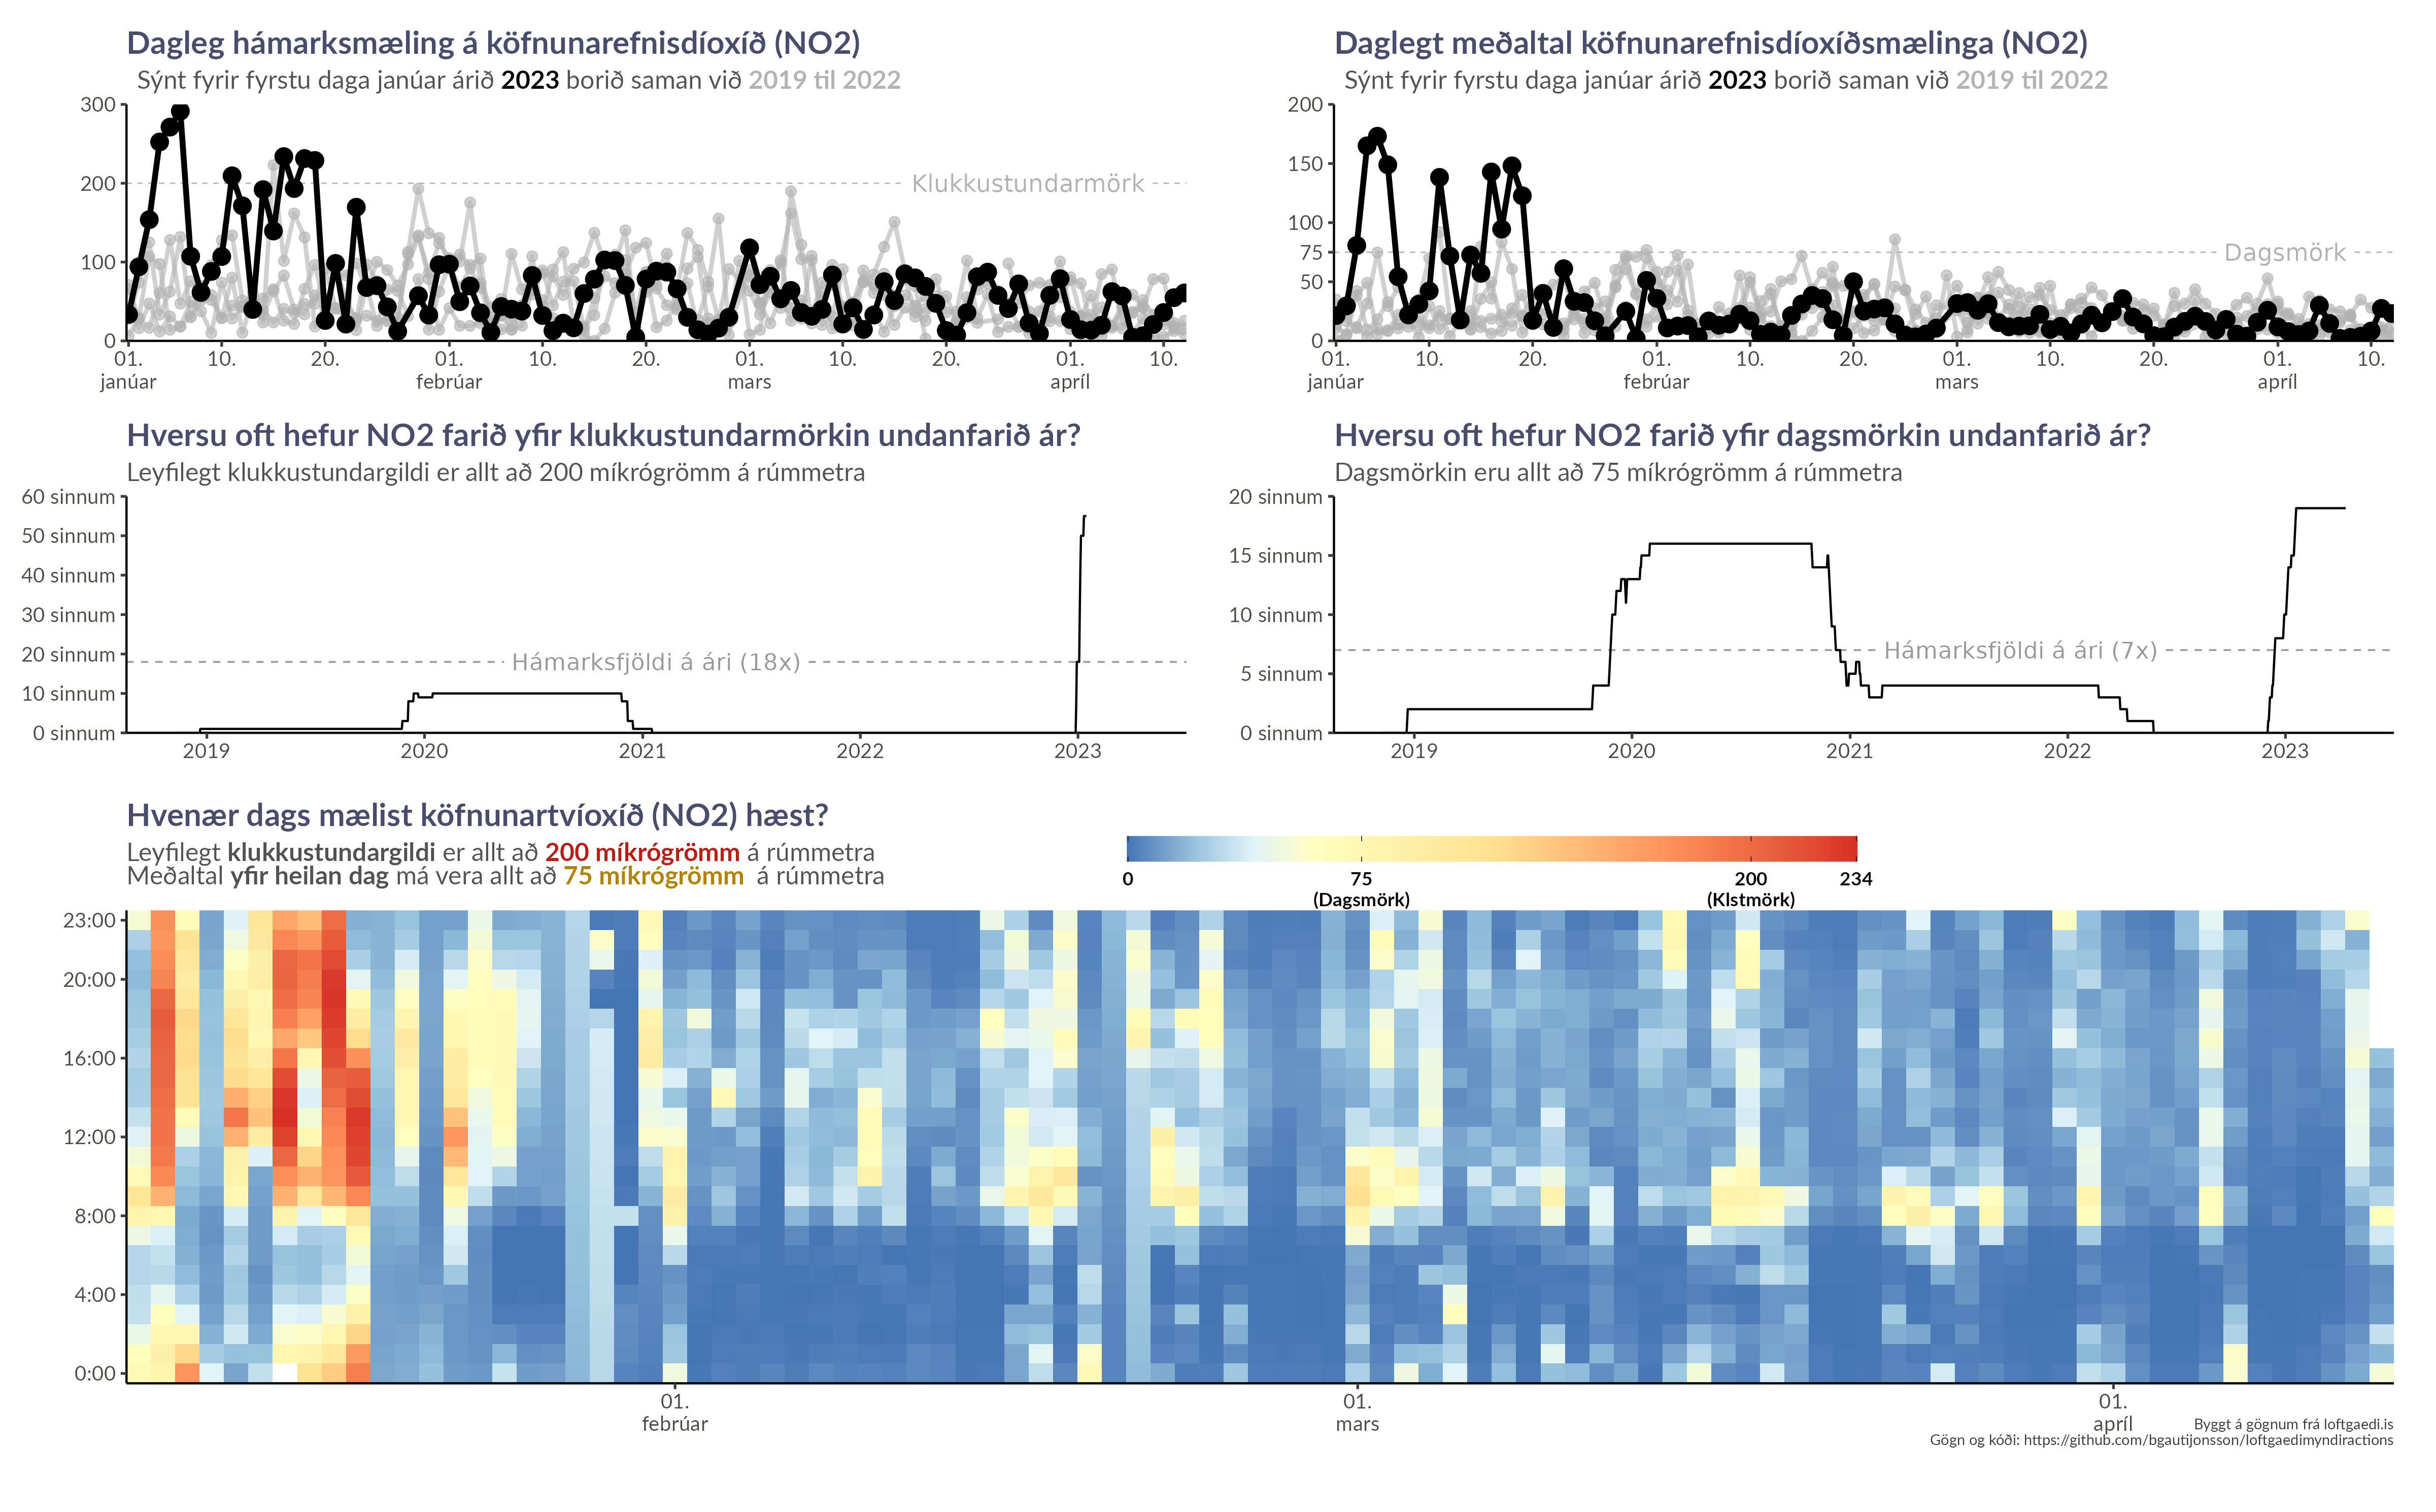 Dagleg hámarksmæling á köfnunarefnisdíoxíð (NO2)
Sýnt fyrir fyrstu daga janúar árið 2023 borið saman við 2019 til 2022
300
200
100
0
Klukkustundarmörk
01. 10. 20. 01. 10. 20. 01. 10. 20. 01. 10.
janúar febrúar mars apríl
Daglegt meðaltal köfnunarefnisdíoxíðsmælinga (NO2)
Sýnt fyrir fyrstu daga janúar árið 2023 borið saman við 2019 til 2022
200
150
100
75
50
0
Dagsmörk
01. 10. 20. 01. 10. 20. 01. 10. 20. 01. 10.
janúar febrúar mars apríl
Hversu oft hefur NO2 farið yfir klukkustundarmörkin undanfarið ár?
Leyfilegt klukkustundargildi er allt að 200 míkrógrömm á rúmmetra
60 sinnum
50 sinnum
40 sinnum
30 sinnum
20 sinnum
10 sinnum
0 sinnum
Hámarksfjöldi á ári (18x)
2019 2020 2021 2022 2023
Hversu oft hefur NO2 farið yfir dagsmörkin undanfarið ár?
Dagsmörkin eru allt að 75 míkrógrömm á rúmmetra
20 sinnum
15 sinnum
10 sinnum
5 sinnum
0 sinnum
Hámarksfjöldi á ári (7x)
2019 2020 2021 2022 2023
Hvenær dags mælist köfnunartvíoxíð (NO2) hæst?
Leyfilegt klukkustundargildi er allt að 200 míkrógrömm á rúmmetra
Meðaltal yfir heilan dag má vera allt að 75 míkrógrömm á rúmmetra
0 75 200 234
(Dagsmörk) (Klstmörk)
23:00
20:00
16:00
12:00
8:00
4:00
0:00
01. 01. 01.
febrúar mars apríl
Byggt á gögnum frá loftgaedi.is
Gögn og kóði: https://github.com/bgautijonsson/loftgaedimyndiractions